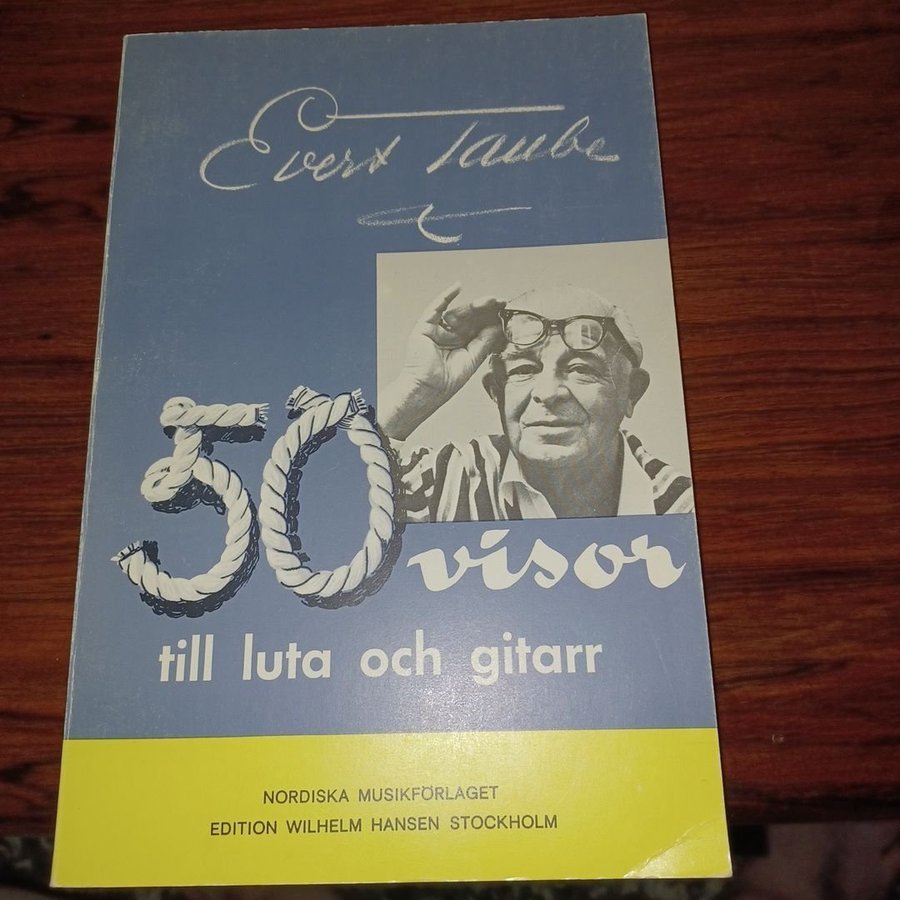 Evert Taube
50 visor
till luta och gitarr
NORDISKA MUSIKFÖRLAGET
EDITION WILHELM HANSEN STOCKHOLM